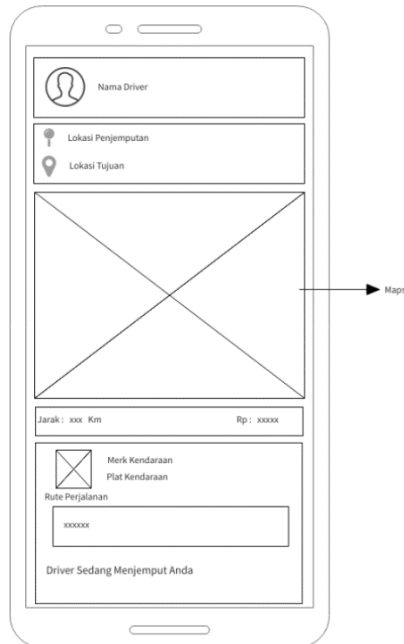 Nama Driver
Lokasi Penjemputan
Lokasi Tujuan
Maps
Jarak : xxx Km
Rp : xxxxx
Merk Kendaraan
Plat Kendaraan
Rute Perjalanan
xxxxxx
Driver Sedang Menjemput Anda